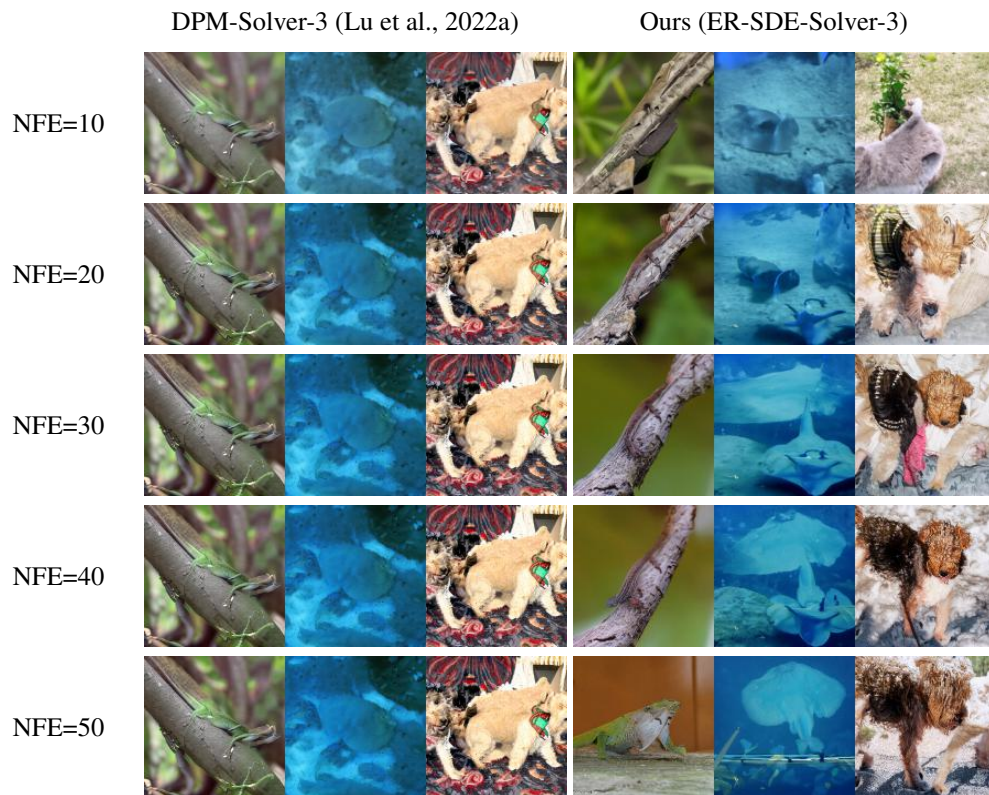 DPM-Solver-3 (Lu et al., 2022a)
Ours (ER-SDE-Solver-3)
NFE=10
NFE=20
NFE=30
NFE=40
NFE=50